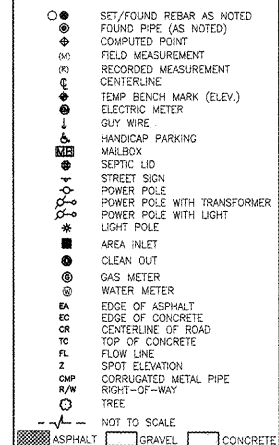 SET/FOUND REBAR AS NOTED
FOUND PIPE (AS NOTED)
COMPUTED POINT
(M) FIELD MEASUREMENT
(R) RECORDED MEASUREMENT
℄ CENTERLINE
TEMP BENCH MARK (ELEV.)
ELECTRIC METER
GUY WIRE
HANDICAP PARKING
MB MAILBOX
SEPTIC LID
STREET SIGN
POWER POLE
POWER POLE WITH TRANSFORMER
POWER POLE WITH LIGHT
LIGHT POLE
AREA INLET
CLEAN OUT
G GAS METER
W WATER METER
EA EDGE OF ASPHALT
EC EDGE OF CONCRETE
CR CENTERLINE OF ROAD
TC TOP OF CONCRETE
FL FLOW LINE
Z SPOT ELEVATION
CMP CORRUGATED METAL PIPE
R/W RIGHT-OF-WAY
TREE
NOT TO SCALE
ASPHALT GRAVEL CONCRETE